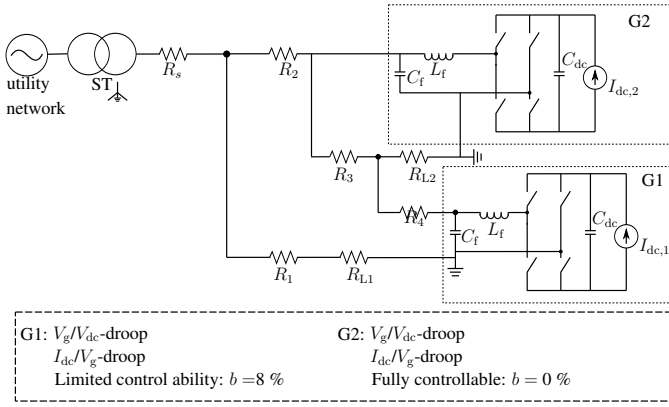 G2
C_dc
R_s
R_2
C_f
L_f
I_dc,2
ST
utility
network
R_3
R_L2
G1
R_4
C_f
L_f
C_dc
I_dc,1
R_1
R_L1
G1: V_g/V_dc-droop
I_dc/V_g-droop
Limited control ability: b =8 %
G2: V_g/V_dc-droop
I_dc/V_g-droop
Fully controllable: b = 0 %